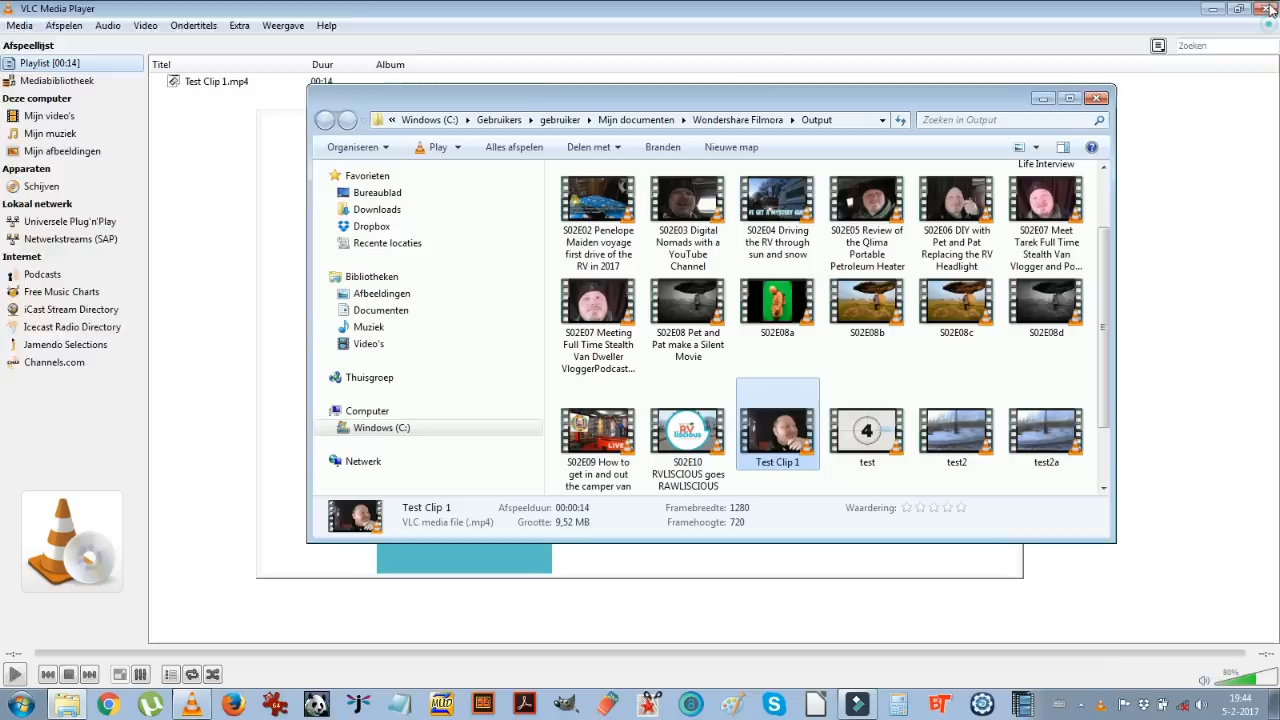 VLC Media Player
Media Afspelen Audio Video Ondertitels Extra Weergave Help
Afspeellijst
Zoeken
Playlist [00:14]
Titel Duur Album
Mediabibliotheek
Test Clip 1.mp4 00:14
Deze computer
Mijn video's
Mijn muziek
Mijn afbeeldingen
Apparaten
Schijven
Lokaal netwerk
Universele Plug'n'Play
Netwerkstreams (SAP)
Internet
Podcasts
Free Music Charts
iCast Stream Directory
Icecast Radio Directory
Jamendo Selections
Channels.com
« Windows (C:) Gebruikers gebruiker Mijn documenten Wondershare Filmora Output
Zoeken in Output
Organiseren Play Alles afspelen Delen met Branden Nieuwe map
Favorieten
Bureaublad
Downloads
Dropbox
Recente locaties
Bibliotheken
Afbeeldingen
Documenten
Muziek
Video's
Thuisgroep
Computer
Windows (C:)
Netwerk
Life Interview
S02E02 Penelope
Maiden voyage
first drive of the
RV in 2017
S02E03 Digital
Nomads with a
YouTube
Channel
S02E04 Driving
the RV through
sun and snow
S02E05 Review of
the Qlima
Portable
Petroleum Heater
S02E06 DIY with
Pet and Pat
Replacing the RV
Headlight
S02E07 Meet
Tarek Full Time
Stealth Van
Vlogger and Po...
S02E07 Meeting
Full Time Stealth
Van Dweller
VloggerPodcast...
S02E08 Pet and
Pat make a Silent
Movie
S02E08a
S02E08b
S02E08c
S02E08d
LIVE
S02E09 How to
get in and out
the camper van
RV
liscious
S02E10
RVLISCIOUS goes
RAWLISCIOUS
Test Clip 1
4
test
test2
test2a
Test Clip 1 Afspeelduur: 00:00:14 Framebreedte: 1280 Waardering:
VLC media file (.mp4) Grootte: 9,52 MB Framehoogte: 720
--:-- --:--
80%
19:44
5-2-2017